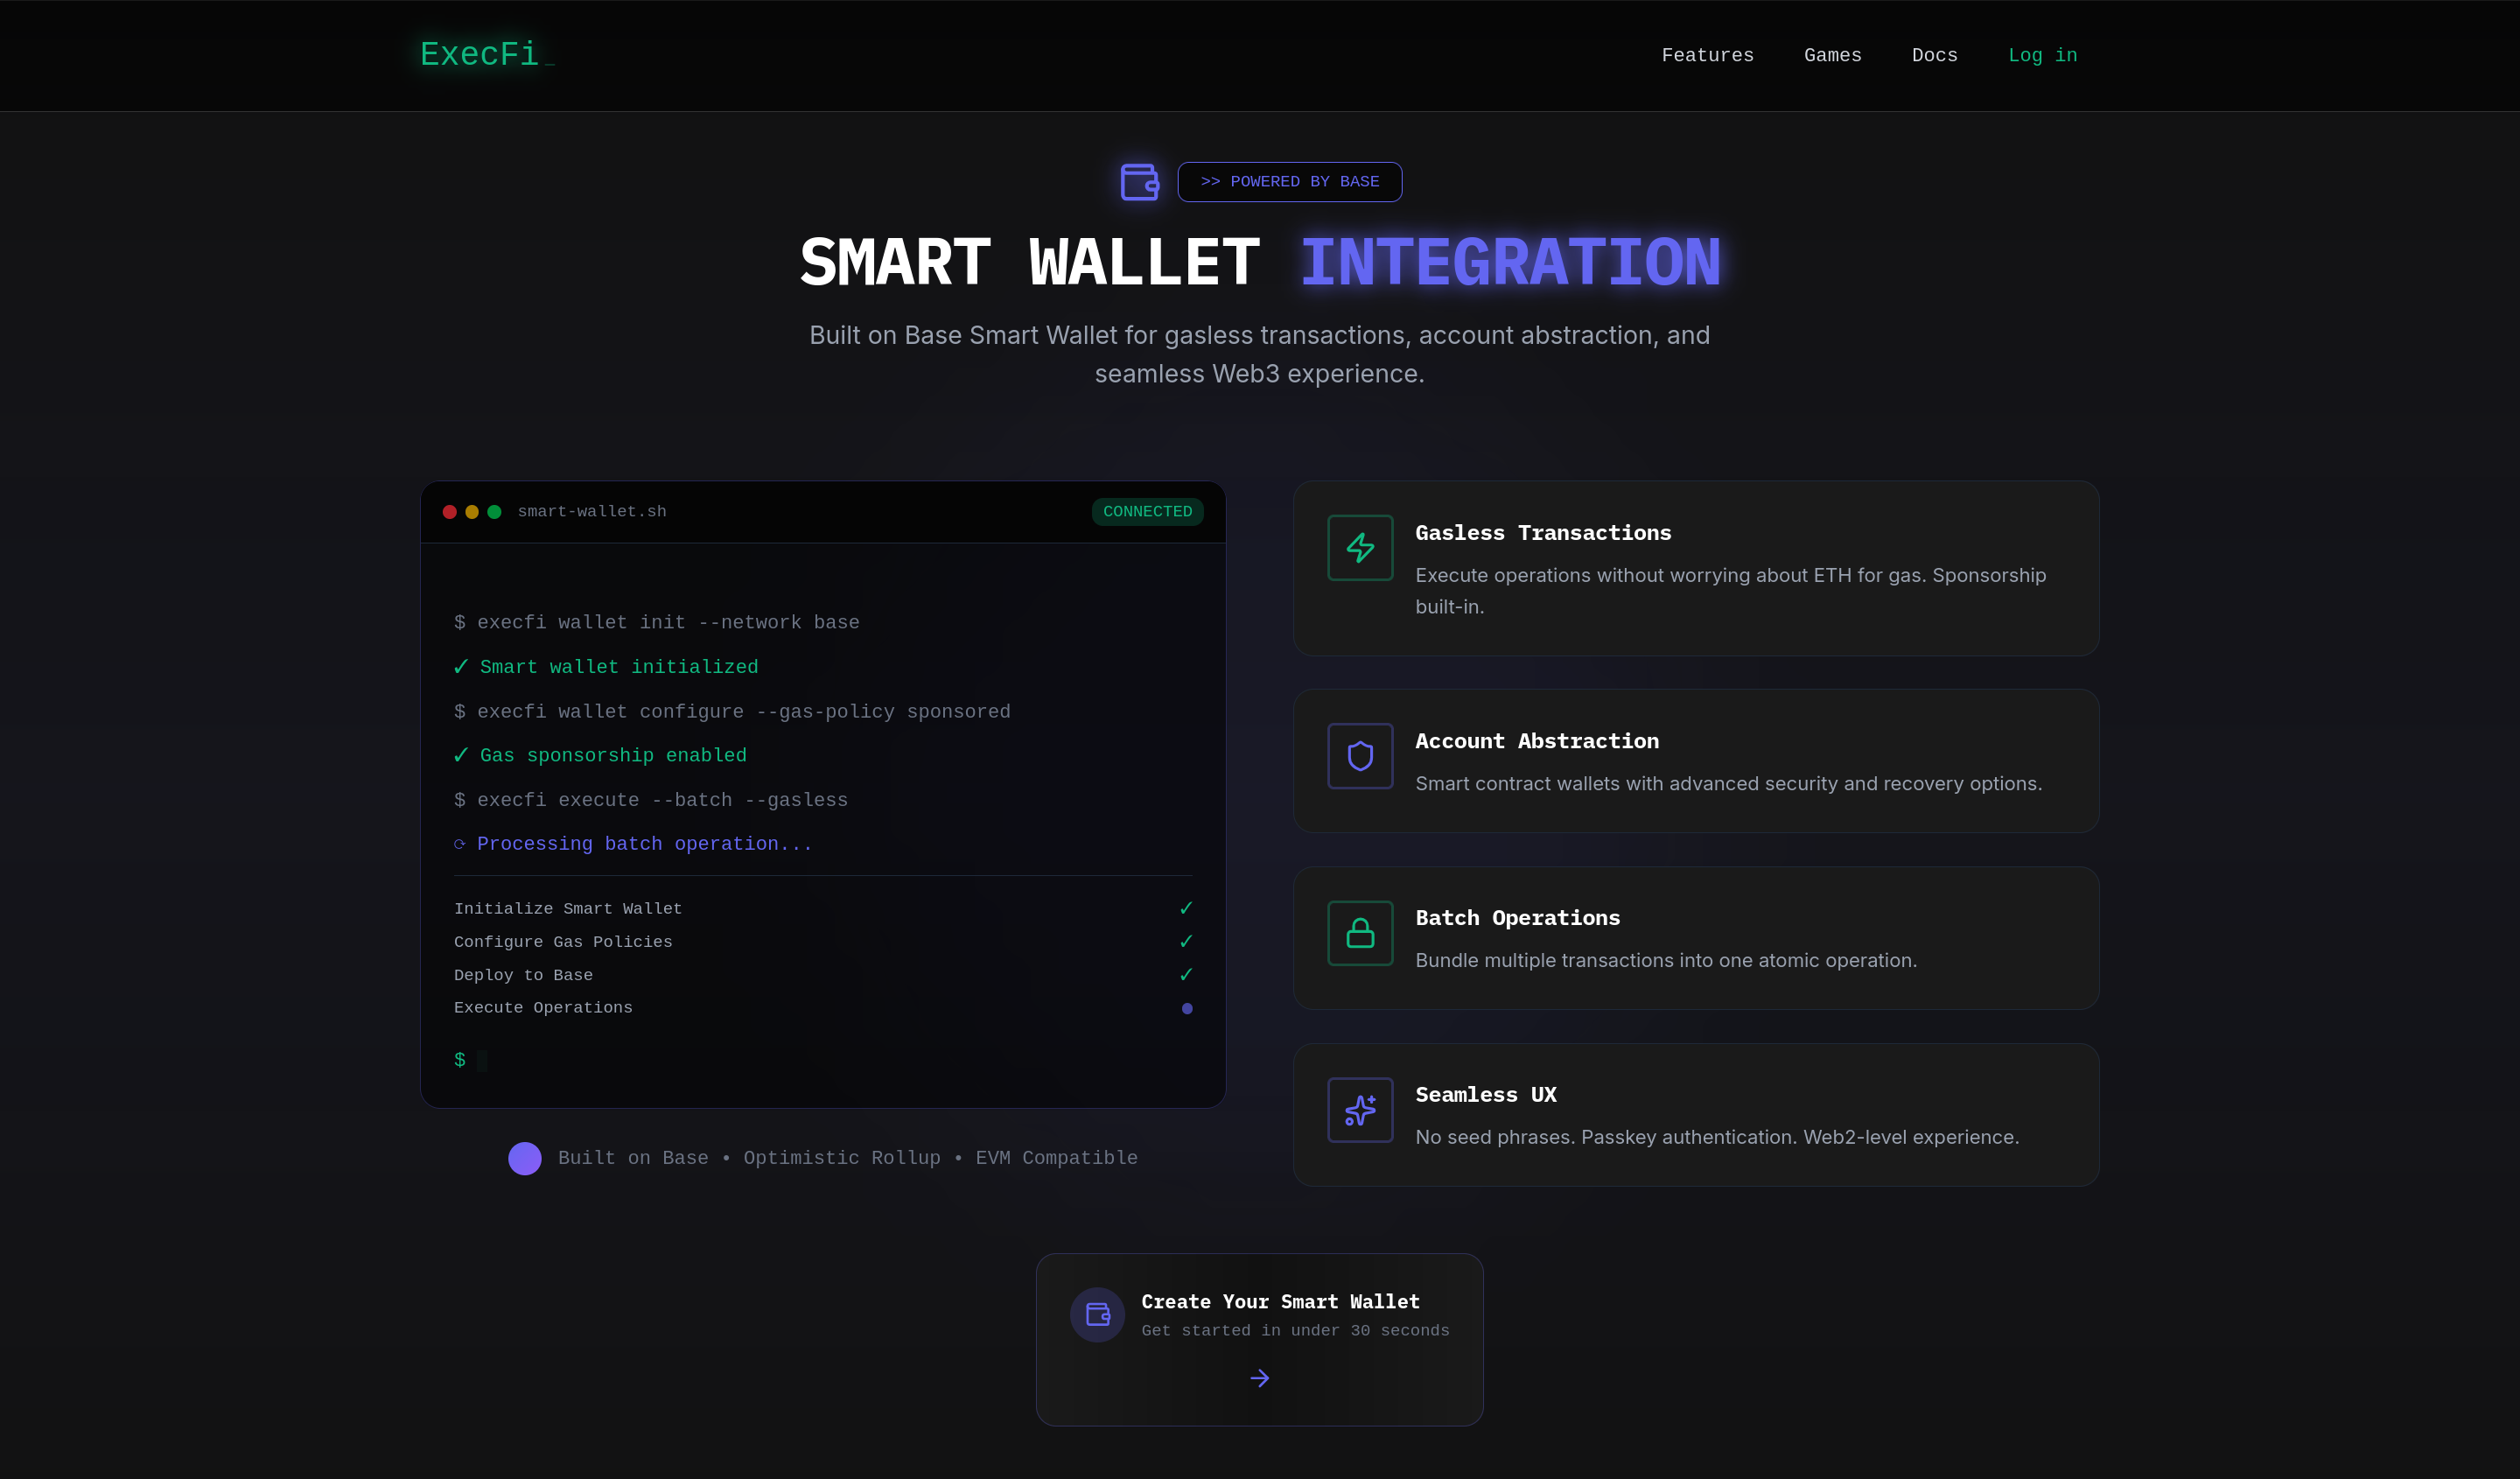 ExecFi_
Features Games Docs Log in
>> POWERED BY BASE
SMART WALLET INTEGRATION
Built on Base Smart Wallet for gasless transactions, account abstraction, and
seamless Web3 experience.
smart-wallet.sh
CONNECTED
$ execfi wallet init --network base
✓ Smart wallet initialized
$ execfi wallet configure --gas-policy sponsored
✓ Gas sponsorship enabled
$ execfi execute --batch --gasless
⟳ Processing batch operation...
Initialize Smart Wallet ✓
Configure Gas Policies ✓
Deploy to Base ✓
Execute Operations ●
$
Built on Base • Optimistic Rollup • EVM Compatible
Gasless Transactions
Execute operations without worrying about ETH for gas. Sponsorship
built-in.
Account Abstraction
Smart contract wallets with advanced security and recovery options.
Batch Operations
Bundle multiple transactions into one atomic operation.
Seamless UX
No seed phrases. Passkey authentication. Web2-level experience.
Create Your Smart Wallet
Get started in under 30 seconds
→